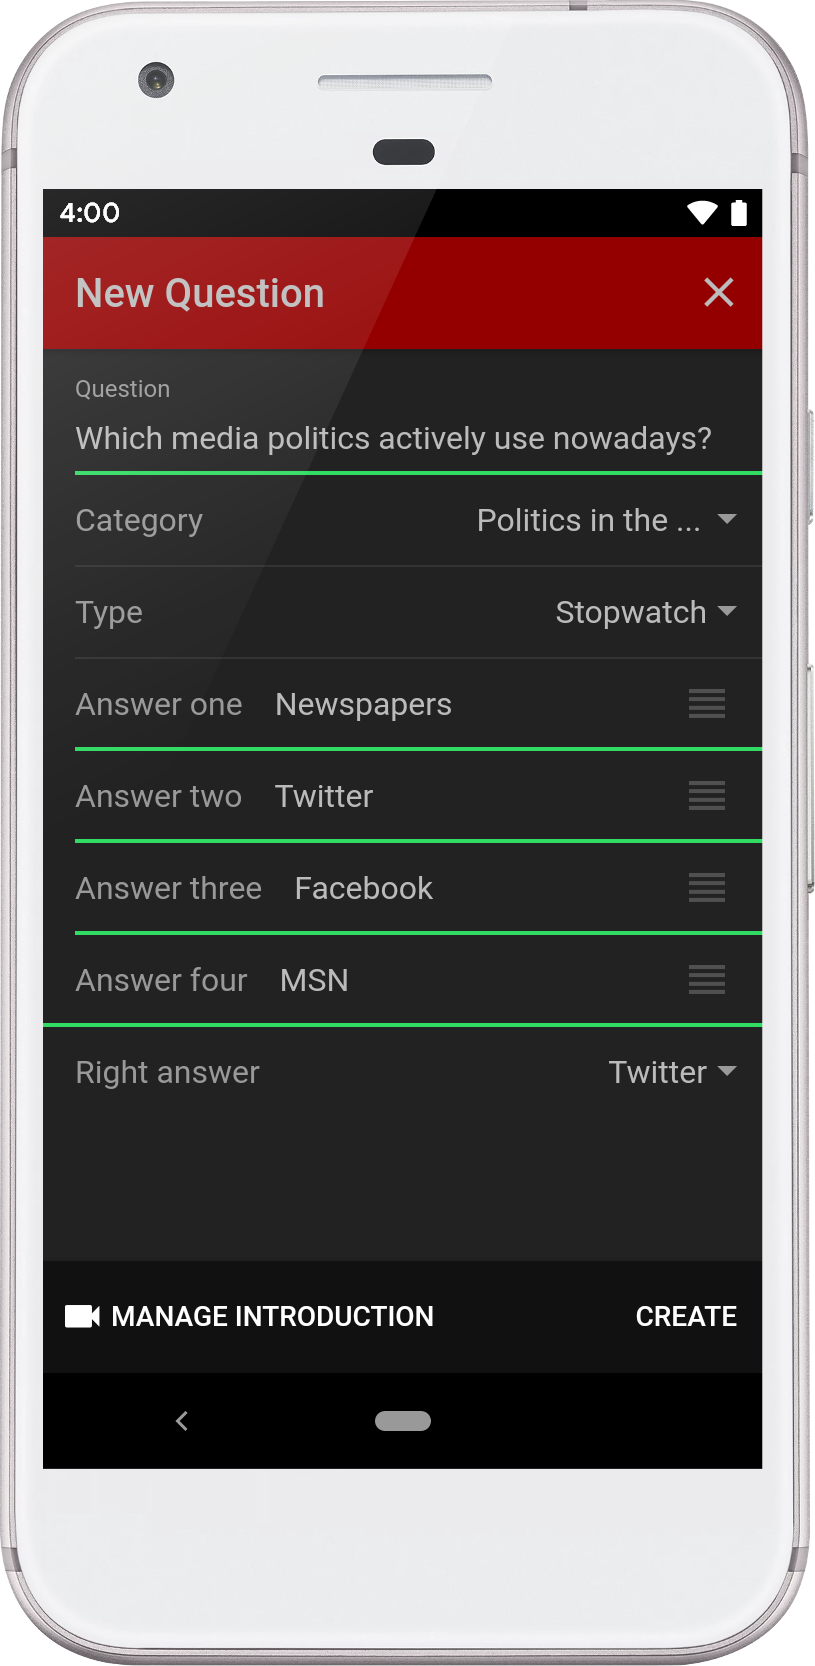 4:00
New Question
Question
Which media politics actively use nowadays?
Category Politics in the ...
Type Stopwatch
Answer one Newspapers
Answer two Twitter
Answer three Facebook
Answer four MSN
Right answer Twitter
MANAGE INTRODUCTION CREATE